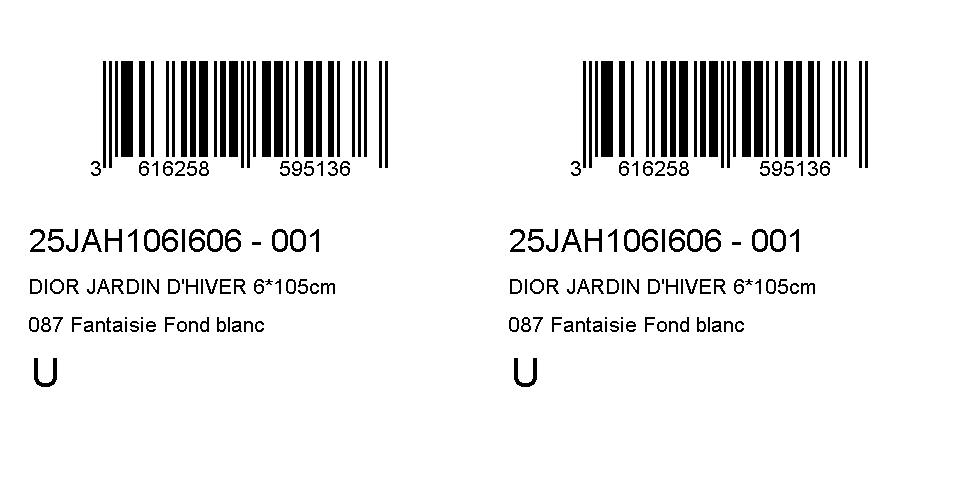 3 616258 595136
25JAH106I606 - 001
DIOR JARDIN D'HIVER 6*105cm
087 Fantaisie Fond blanc
U
3 616258 595136
25JAH106I606 - 001
DIOR JARDIN D'HIVER 6*105cm
087 Fantaisie Fond blanc
U